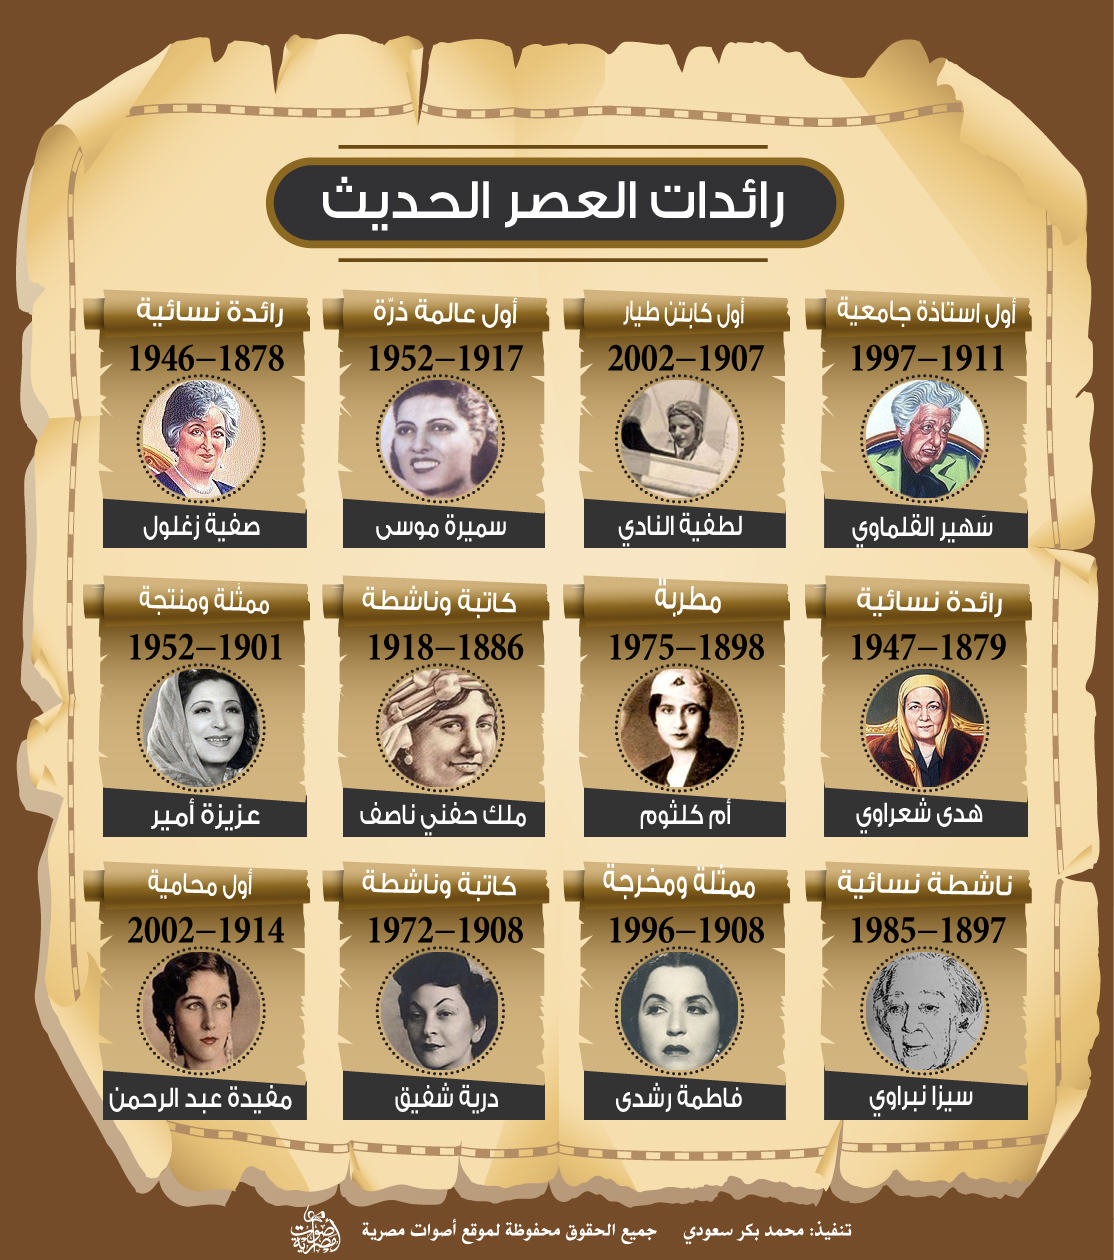 رائدات العصر الحديث
أول استاذة جامعية
1997–1911
سَهير القلماوي
أول كابتن طيار
2002–1907
لطفية النادي
أول عالمة ذرّة
1952–1917
سميرة موسى
رائدة نسائية
1946–1878
صفية زغلول
رائدة نسائية
1947–1879
هدى شعراوي
مطربة
1975–1898
أم كلثوم
كاتبة وناشطة
1918–1886
ملك حفني ناصف
ممثلة ومنتجة
1952–1901
عزيزة أمير
ناشطة نسائية
1985–1897
سيزا نبراوي
ممثلة ومخرجة
1996–1908
فاطمة رشدى
كاتبة وناشطة
1972–1908
درية شفيق
أول محامية
2002–1914
مفيدة عبد الرحمن
تنفيذ: محمد بكر سعودي جميع الحقوق محفوظة لموقع أصوات مصرية
أصوات مصرية